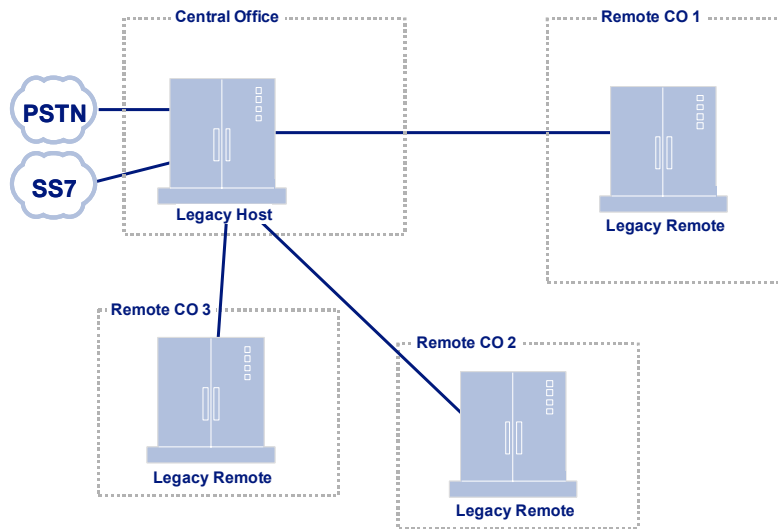 Central Office
Remote CO 1
PSTN
SS7
Legacy Host
Legacy Remote
Remote CO 3
Remote CO 2
Legacy Remote
Legacy Remote